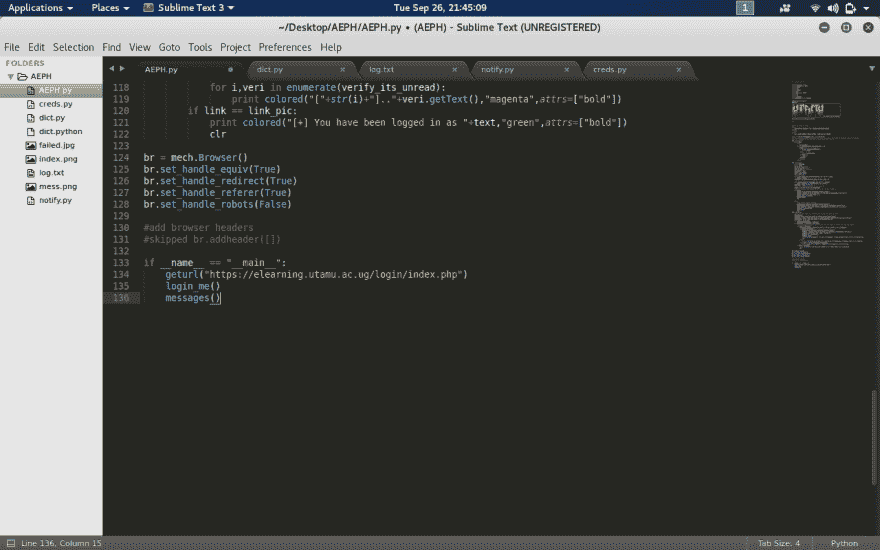 Applications Places Sublime Text 3 Tue Sep 26, 21:45:09 1
~/Desktop/AEPH/AEPH.py • (AEPH) - Sublime Text (UNREGISTERED)
File Edit Selection Find View Goto Tools Project Preferences Help
FOLDERS
AEPH
AEPH.py
creds.py
dict.py
dict.python
failed.jpg
index.png
log.txt
mess.png
notify.py
AEPH.py dict.py log.txt notify.py creds.py
118 for i,veri in enumerate(verify_its_unread):
119 print colored("["+str(i)+"].."+veri.getText(),"magenta",attrs=["bold"])
120 if link == link_pic:
121 print colored("[+] You have been logged in as "+text,"green",attrs=["bold"])
122 clr
123
124 br = mech.Browser()
125 br.set_handle_equiv(True)
126 br.set_handle_redirect(True)
127 br.set_handle_referer(True)
128 br.set_handle_robots(False)
129
130 #add browser headers
131 #skipped br.addheader([])
132
133 if __name__ == "__main__":
134 geturl("https://elearning.utamu.ac.ug/login/index.php")
135 login_me()
136 messages()
Line 136, Column 15 Tab Size: 4 Python